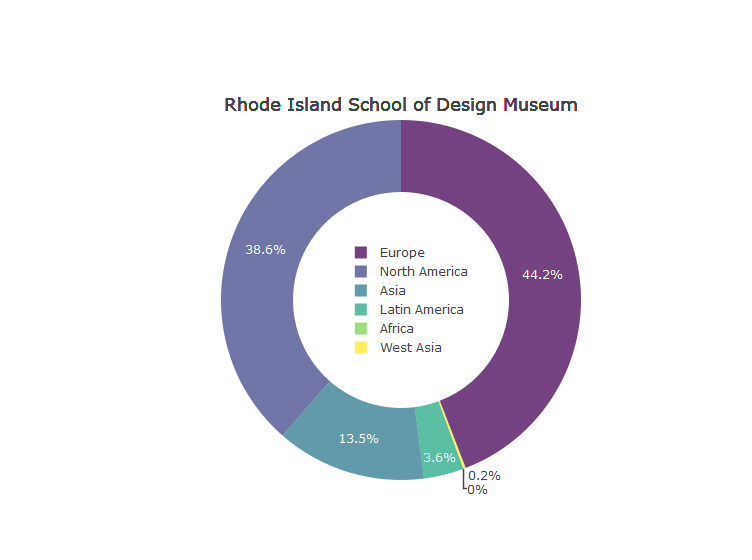 Rhode Island School of Design Museum
38.6%
44.2%
Europe
North America
Asia
Latin America
Africa
West Asia
13.5%
3.6%
0.2%
0%